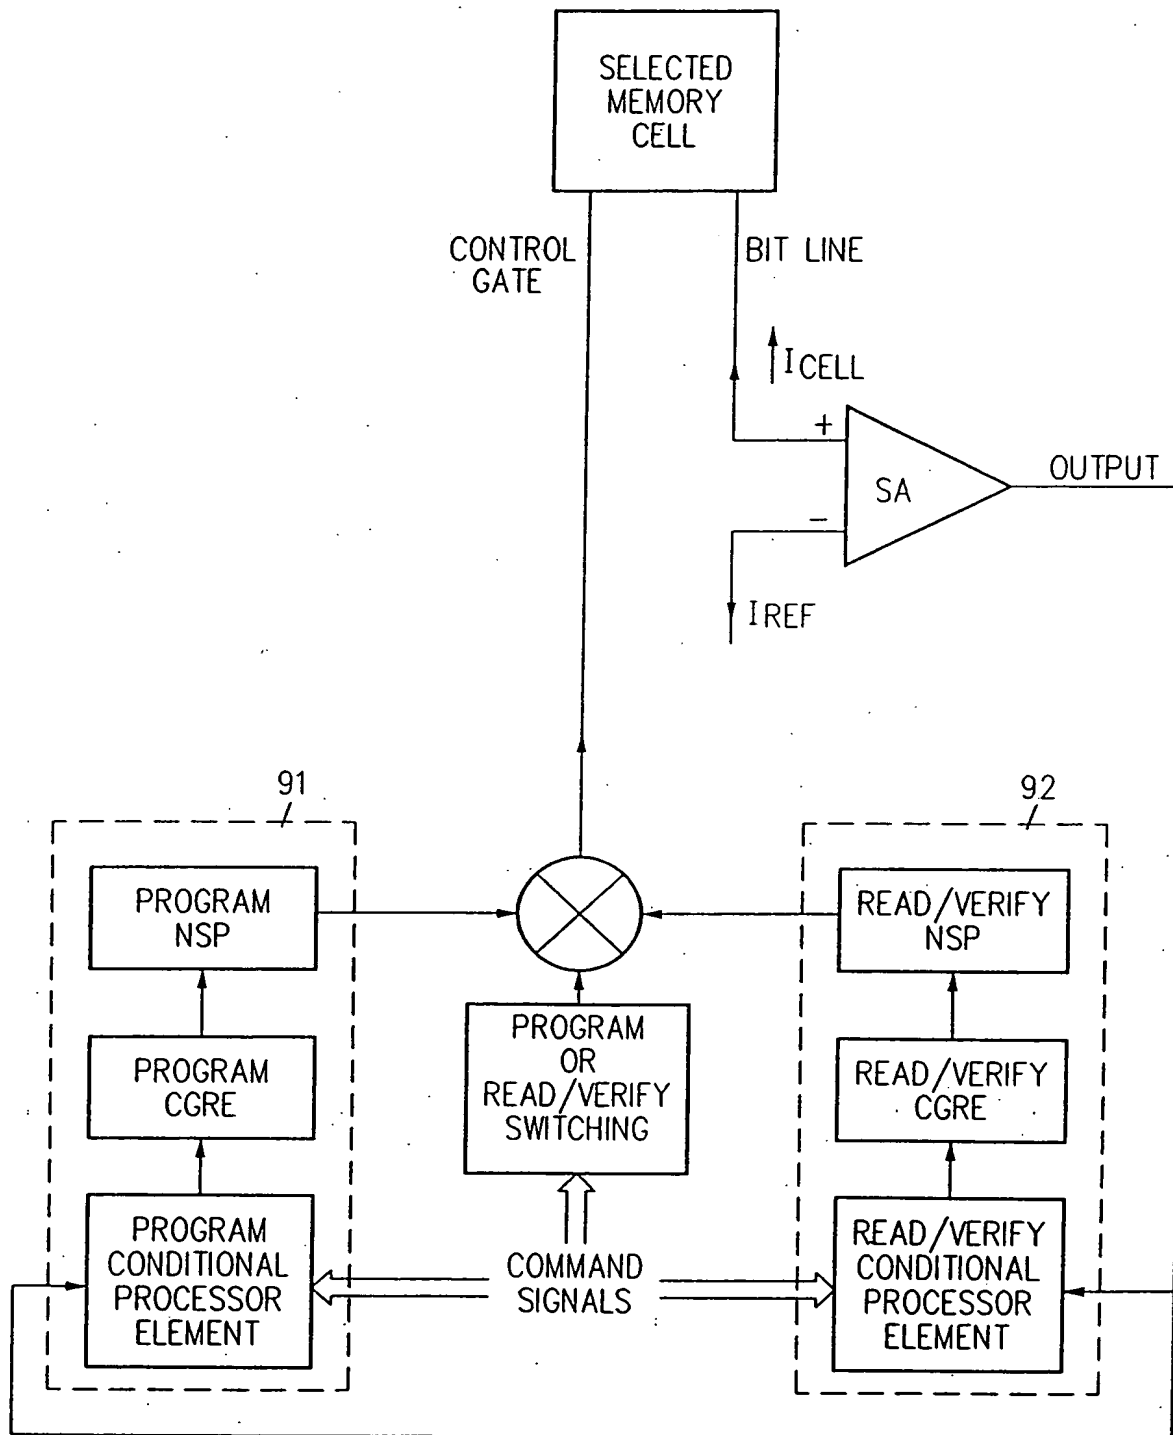 SELECTED
MEMORY
CELL
CONTROL
GATE
BIT LINE
ICELL
+
SA
OUTPUT
-
IREF
91
92
PROGRAM
NSP
READ/VERIFY
NSP
PROGRAM
CGRE
PROGRAM
OR
READ/VERIFY
SWITCHING
READ/VERIFY
CGRE
PROGRAM
CONDITIONAL
PROCESSOR
ELEMENT
COMMAND
SIGNALS
READ/VERIFY
CONDITIONAL
PROCESSOR
ELEMENT